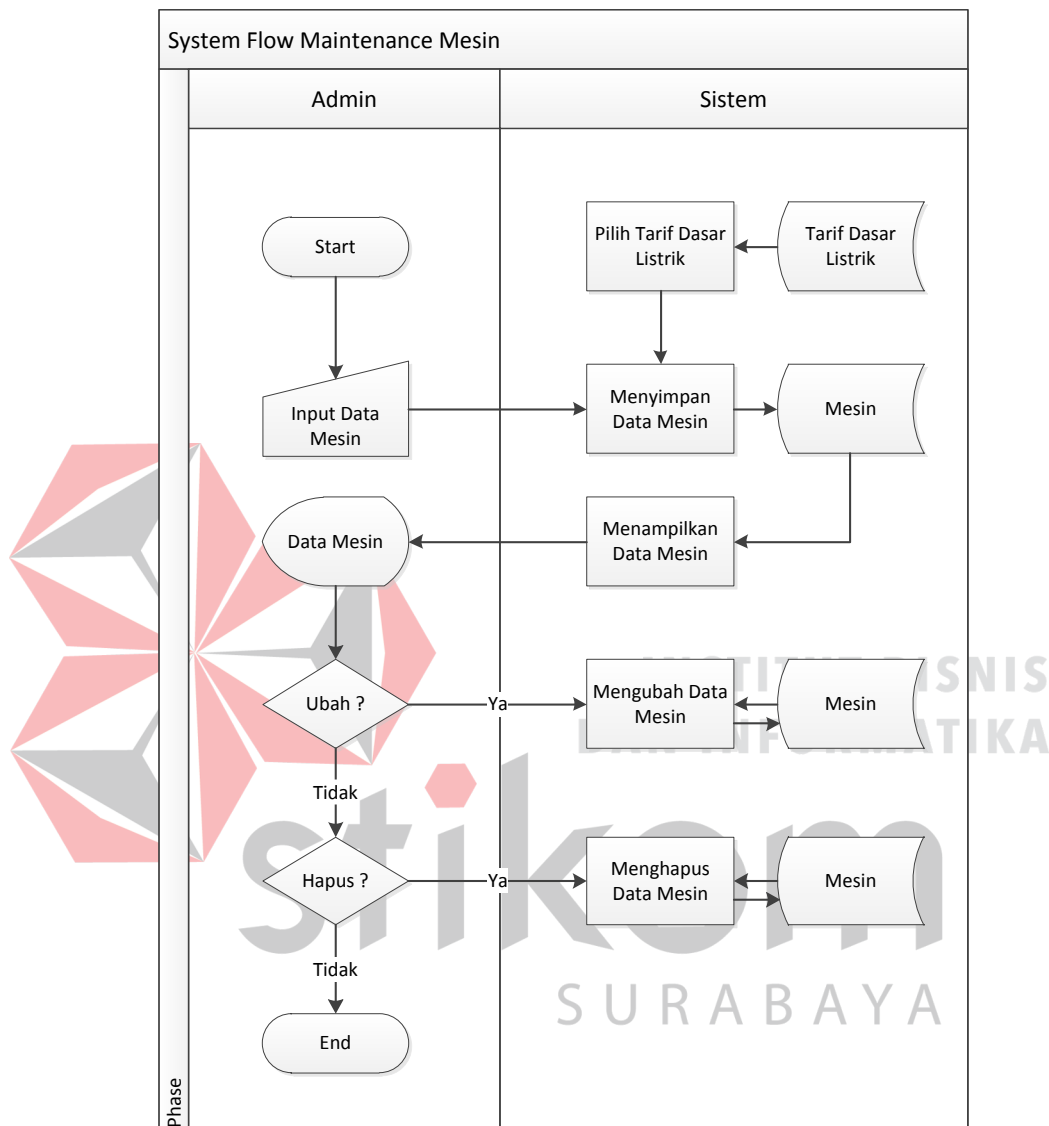 System Flow Maintenance Mesin
Admin
Sistem
Phase
Start
Pilih Tarif Dasar
Listrik
Tarif Dasar
Listrik
Input Data
Mesin
Menyimpan
Data Mesin
Mesin
Data Mesin
Menampilkan
Data Mesin
Ubah ?
Ya
Mengubah Data
Mesin
Mesin
Tidak
Hapus ?
Ya
Menghapus
Data Mesin
Mesin
Tidak
End
INSTITUT BISNIS
DAN INFORMATIKA
stikom
SURABAYA